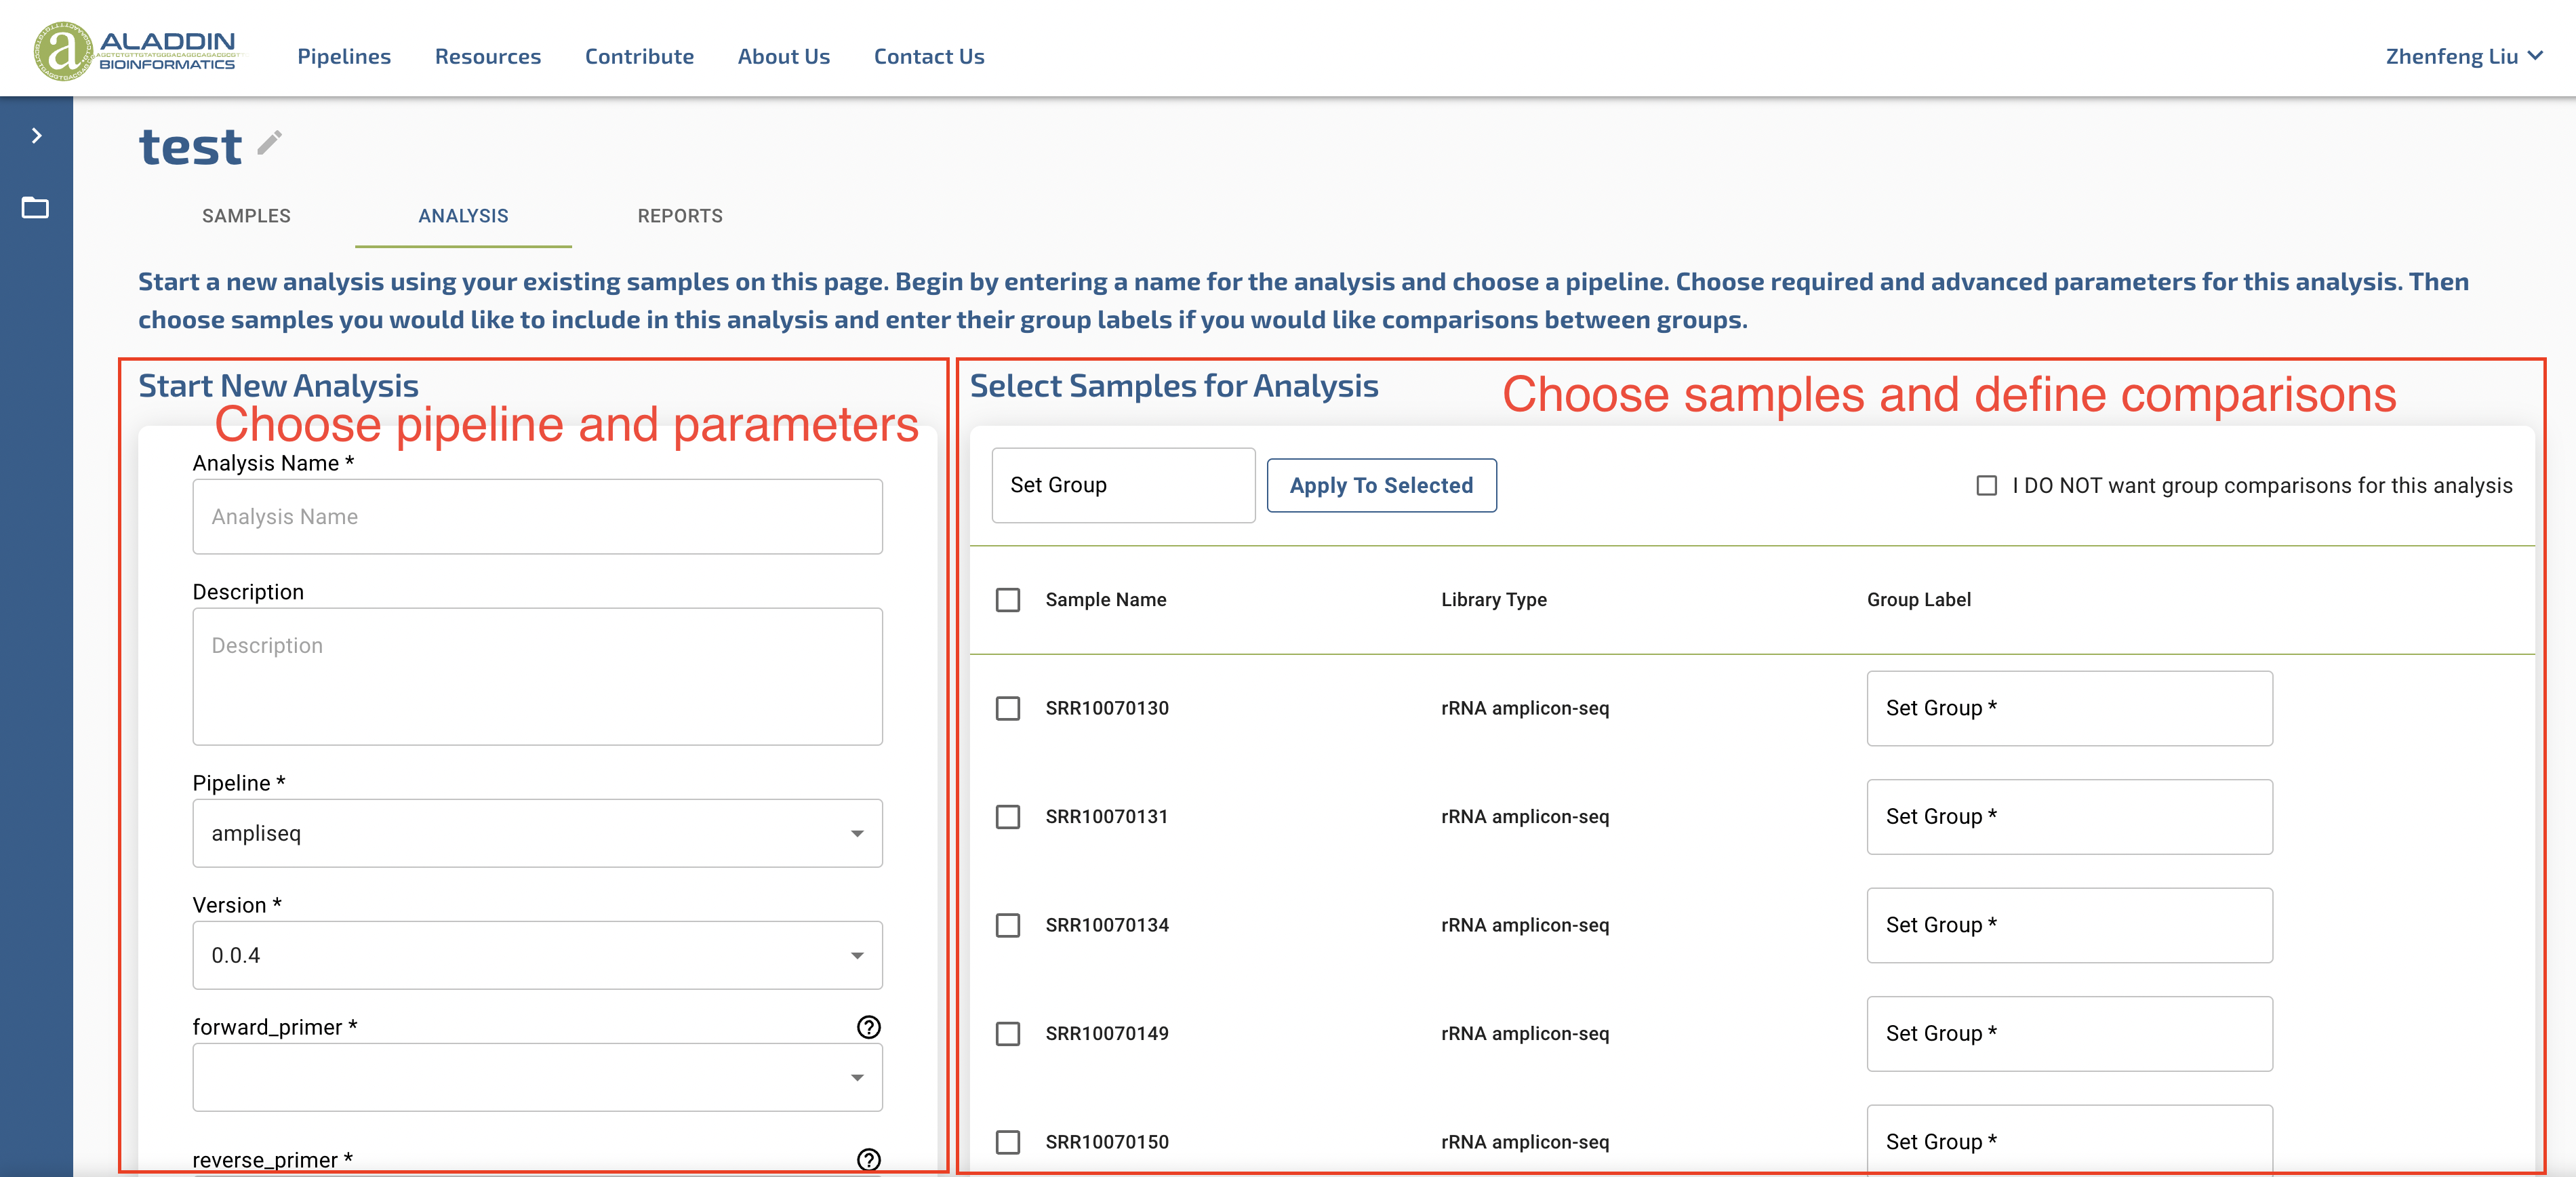 ALADDIN
BIOINFORMATICS
Pipelines Resources Contribute About Us Contact Us
Zhenfeng Liu
test
SAMPLES ANALYSIS REPORTS
Start a new analysis using your existing samples on this page. Begin by entering a name for the analysis and choose a pipeline. Choose required and advanced parameters for this analysis. Then
choose samples you would like to include in this analysis and enter their group labels if you would like comparisons between groups.
Start New Analysis
Choose pipeline and parameters
Analysis Name *
Analysis Name
Description
Description
Pipeline *
ampliseq
Version *
0.0.4
forward_primer *
reverse_primer *
Select Samples for Analysis
Choose samples and define comparisons
Set Group
Apply To Selected
I DO NOT want group comparisons for this analysis
Sample Name Library Type Group Label
SRR10070130 rRNA amplicon-seq Set Group *
SRR10070131 rRNA amplicon-seq Set Group *
SRR10070134 rRNA amplicon-seq Set Group *
SRR10070149 rRNA amplicon-seq Set Group *
SRR10070150 rRNA amplicon-seq Set Group *